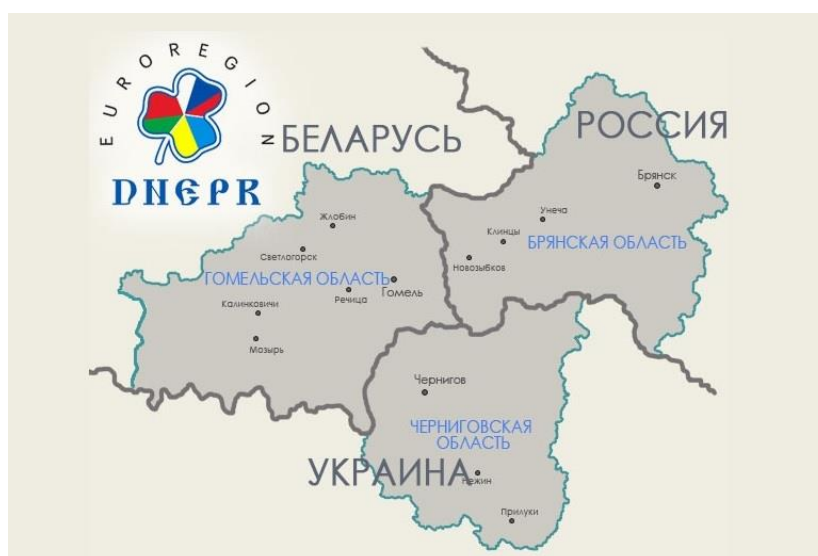 EUROREGION
DNEPR
БЕЛАРУСЬ
РОССИЯ
Брянск
Жлобин
Унеча
Клинцы
БРЯНСКАЯ ОБЛАСТЬ
Светлогорск
Новозыбков
ГОМЕЛЬСКАЯ ОБЛАСТЬ
Речица
Гомель
Калинковичи
Мозырь
Чернигов
ЧЕРНИГОВСКАЯ
ОБЛАСТЬ
УКРАИНА
Нежин
Прилуки